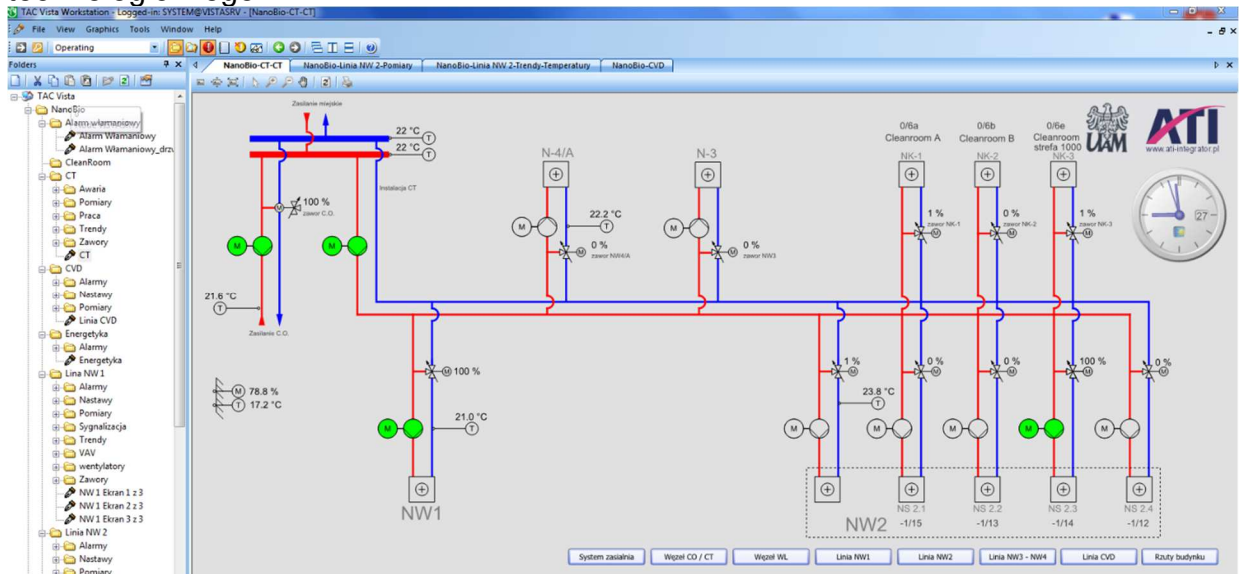 TAC Vista Workstation - Logged-in: SYSTEM@VISTASRV - [NanoBio-CT-CT]
File View Graphics Tools Window Help
Operating
Folders
NanoBio-CT-CT NanoBio-Linia NW 2-Pomiary NanoBio-Linia NW 2-Trendy-Temperatury NanoBio-CVD
TAC Vista
NanoBio
Alarm włamaniowy
Alarm Włamaniowy
Alarm Włamaniowy_drzw
CleanRoom
CT
Awaria
Pomiary
Praca
Trendy
Zawory
CT
CVD
Alarmy
Nastawy
Pomiary
Linia CVD
Energetyka
Alarmy
Energetyka
Lina NW 1
Alarmy
Nastawy
Pomiary
Sygnalizacja
Trendy
VAV
wentylatory
Zawory
NW 1 Ekran 1 z 3
NW 1 Ekran 2 z 3
NW 1 Ekran 3 z 3
Linia NW 2
Alarmy
Nastawy
Pomiary
Zasilanie miejskie
22 °C T
22 °C T
Instalacja CT
M 100 %
zawor C.O.
M M
21.6 °C
T
Zasilanie C.O.
M 78.8 %
T 17.2 °C
N-4/A
M
22.2 °C
T
0 %
M zawor NW4/A
N-3
M
0 %
M zawor NW3
0/6a
Cleanroom A
NK-1
1 %
zawor NK-1
M
0/6b
Cleanroom B
NK-2
0 %
zawor NK-2
M
0/6e
Cleanroom
strefa 1000
NK-3
1 %
zawor NK-3
M
UAM
ATI
www.ati-integrator.pl
27
M 100 %
21.0 °C
M T
NW1
1 % 0 % 0 % 100 % 0 %
M M M M M
23.8 °C
T
M M M M M
NS 2.1 NS 2.2 NS 2.3 NS 2.4
NW2 -1/15 -1/13 -1/14 -1/12
System zasialnia Węzeł CO / CT Węzeł WL Linia NW1 Linia NW2 Linia NW3 - NW4 Linia CVD Rzuty budynku